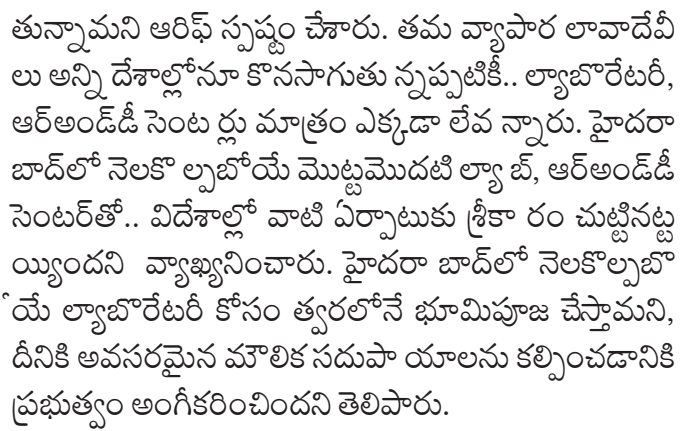 తున్నామని ఆరిఫ్ స్పష్టం చేశారు. తమ వ్యాపార లావాదేవీ
లు అన్ని దేశాల్లోనూ కొనసాగుతు న్నప్పటికీ.. ల్యాబొరేటరీ,
ఆర్అండ్‌డీ సెంట ర్లు మాత్రం ఎక్కడా లేవ న్నారు. హైదరా
బాద్‌లో నెలకొ ల్పబోయే మొట్టమొదటి ల్యా బ్, ఆర్అండ్‌డీ
సెంటర్‌తో.. విదేశాల్లో వాటి ఏర్పాటుకు శ్రీకా రం చుట్టినట్ట
య్యిందని వ్యాఖ్యనించారు. హైదరా బాద్‌లో నెలకొల్పబొ
ేయే ల్యాబొరేటరీ కోసం త్వరలోనే భూమిపూజ చేస్తామని,
దీనికి అవసరమైన మౌలిక సదుపా యాలను కల్పించడానికి
ప్రభుత్వం అంగీకరించిందని తెలిపారు.